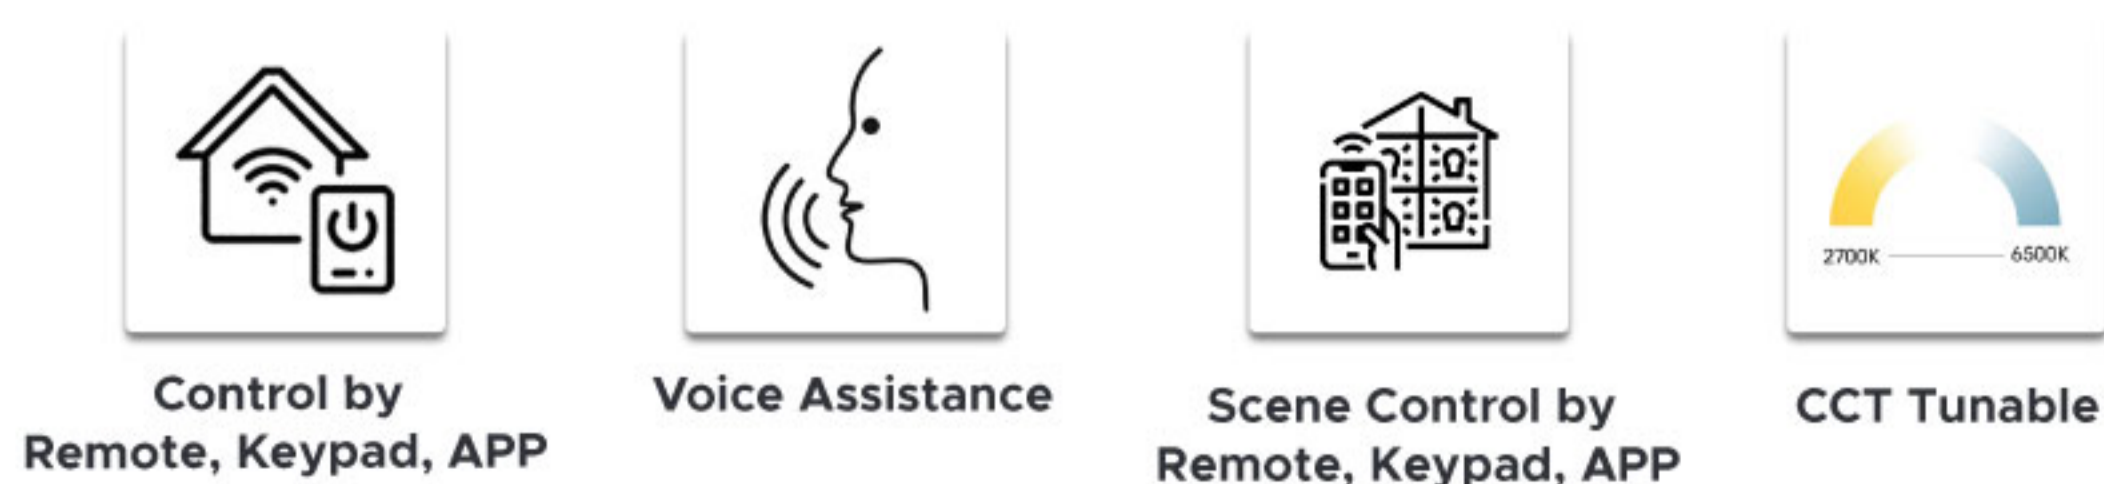 Control by
Remote, Keypad, APP
Voice Assistance
Scene Control by
Remote, Keypad, APP
2700K
6500K
CCT Tunable